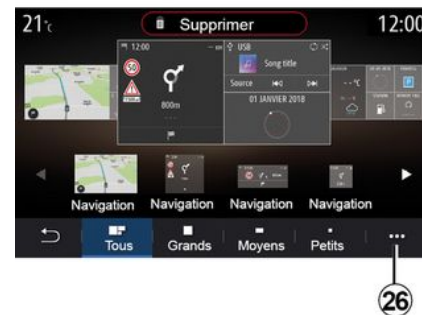 21°c
Supprimer
12:00
12:00
USB
50
Song title
Source
800m
01 JANVIER 2018
--°C
Navigation Navigation Navigation Navigation
Tous Grands Moyens Petits
26